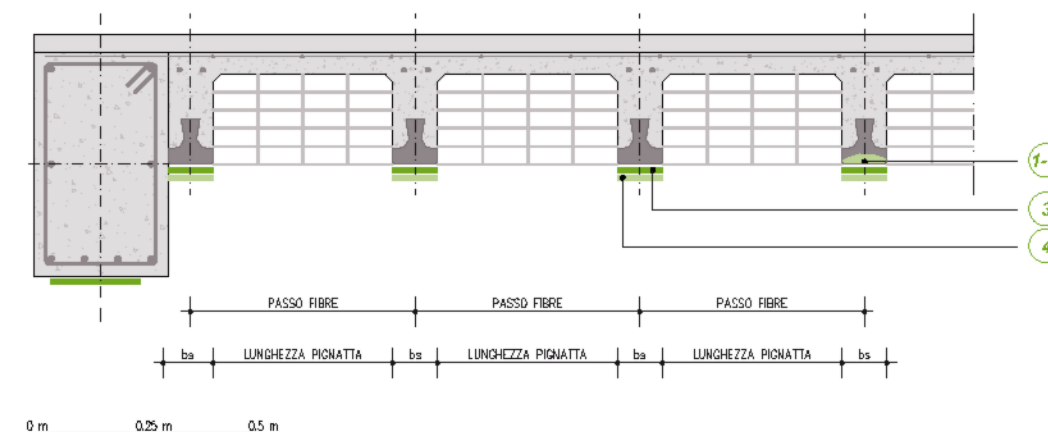 1-
3
4
PASSO FIBRE PASSO FIBRE PASSO FIBRE
bs LUNGHEZZA PIGNATTA bs LUNGHEZZA PIGNATTA bs LUNGHEZZA PIGNATTA bs
0 m 0.25 m 0.5 m